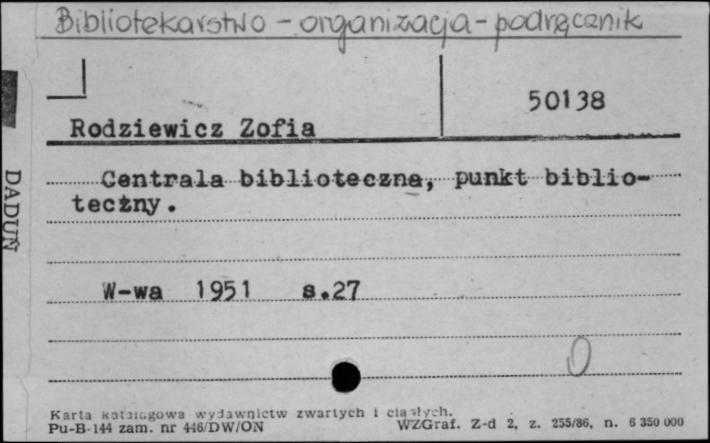 Bibliotekarstwo - organizacja - podręcznik
50138
Rodziewicz Zofia
Centrala biblioteczna, punkt biblio-
teczny.
W-wa 1951 s.27
0
Karta katalogowa wydawnictw zwartych i ciągłych.
Pu-B-144 zam. nr 446/DW/ON WZGraf. Z-d 2, z. 255/86, n. 6 350 000
DADUŃ